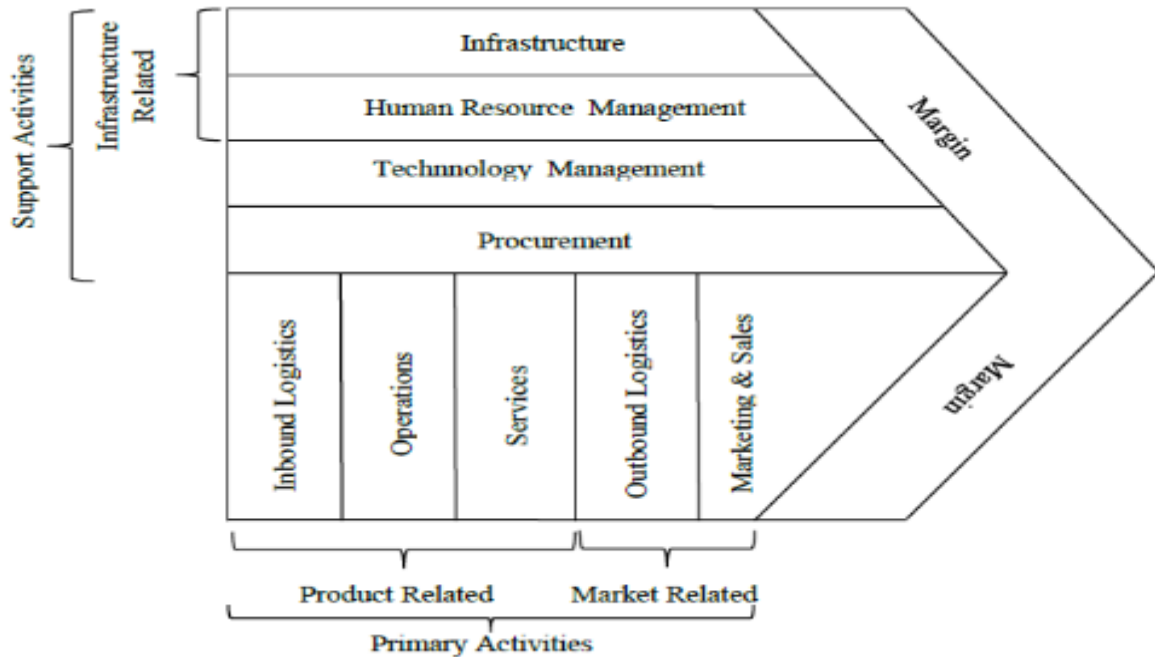 Support Activities
Infrastructure
Related
Infrastructure
Human Resource Management
Technnology Management
Procurement
Margin
Inbound Logistics
Operations
Services
Outbound Logistics
Marketing & Sales
Margin
Product Related
Market Related
Primary Activities